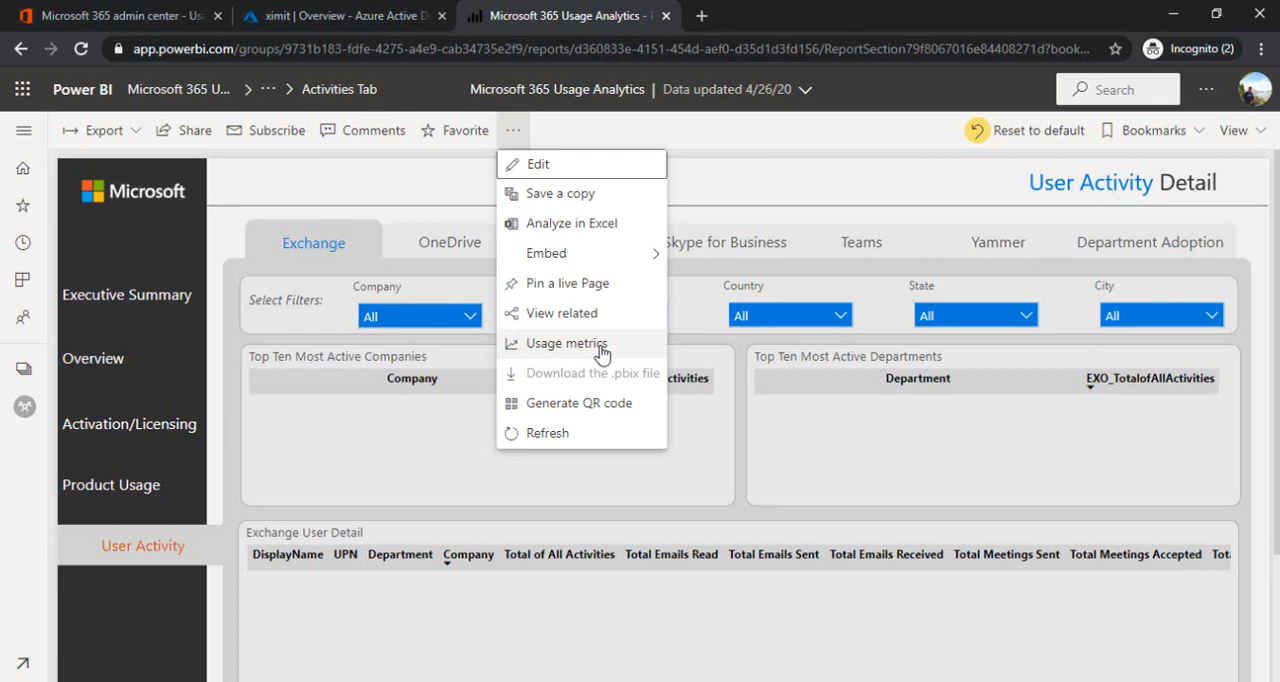 Microsoft 365 admin center - Usa
ximit | Overview - Azure Active D
Microsoft 365 Usage Analytics -
app.powerbi.com/groups/9731b183-fdfe-4275-a4e9-cab34735e2f9/reports/d360833e-4151-454d-aef0-d35d1d3fd156/ReportSection79f8067016e84408271d?book...
Incognito (2)
Power BI
Microsoft 365 U...
Activities Tab
Microsoft 365 Usage Analytics | Data updated 4/26/20
Search
Export
Share
Subscribe
Comments
Favorite
Reset to default
Bookmarks
View
Edit
Save a copy
Analyze in Excel
Embed
Pin a live Page
View related
Usage metrics
Download the .pbix file
Generate QR code
Refresh
Microsoft
User Activity Detail
Executive Summary
Overview
Activation/Licensing
Product Usage
User Activity
Exchange
OneDrive
Skype for Business
Teams
Yammer
Department Adoption
Select Filters:
Company
All
Country
All
State
All
City
All
Top Ten Most Active Companies
Company
ctivities
Top Ten Most Active Departments
Department
EXO_TotalofAllActivities
Exchange User Detail
DisplayName UPN Department Company Total of All Activities Total Emails Read Total Emails Sent Total Emails Received Total Meetings Sent Total Meetings Accepted Tot